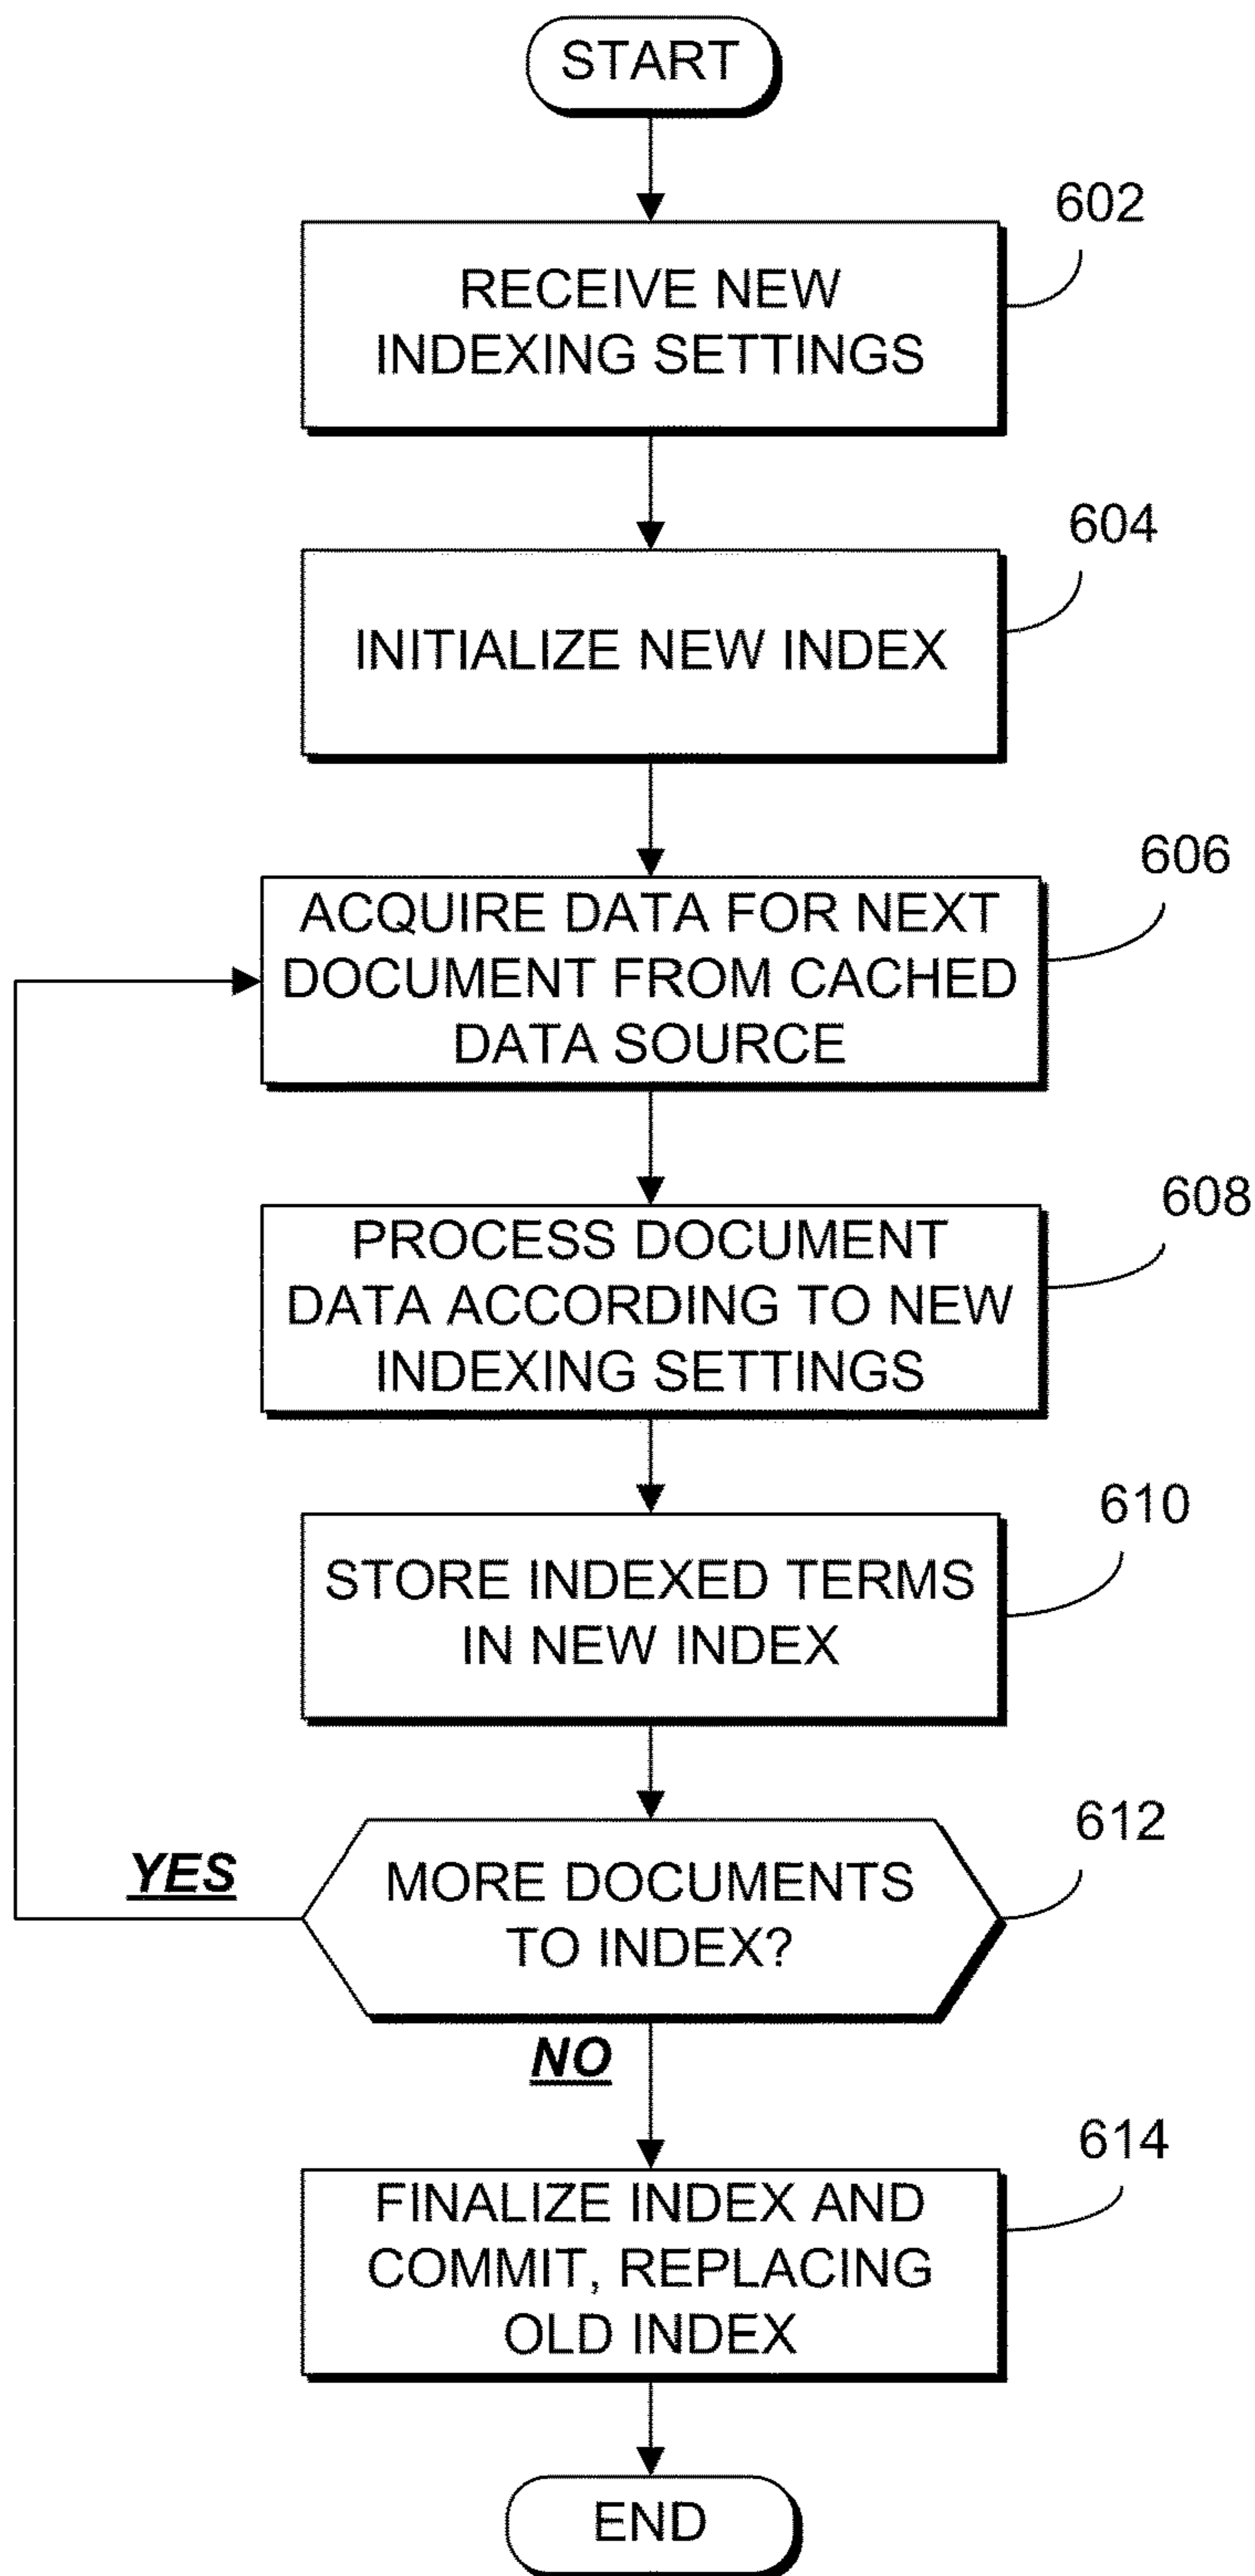 START
602
RECEIVE NEW
INDEXING SETTINGS
604
INITIALIZE NEW INDEX
606
ACQUIRE DATA FOR NEXT
DOCUMENT FROM CACHED
DATA SOURCE
608
PROCESS DOCUMENT
DATA ACCORDING TO NEW
INDEXING SETTINGS
610
STORE INDEXED TERMS
IN NEW INDEX
612
YES
MORE DOCUMENTS
TO INDEX?
NO
614
FINALIZE INDEX AND
COMMIT, REPLACING
OLD INDEX
END